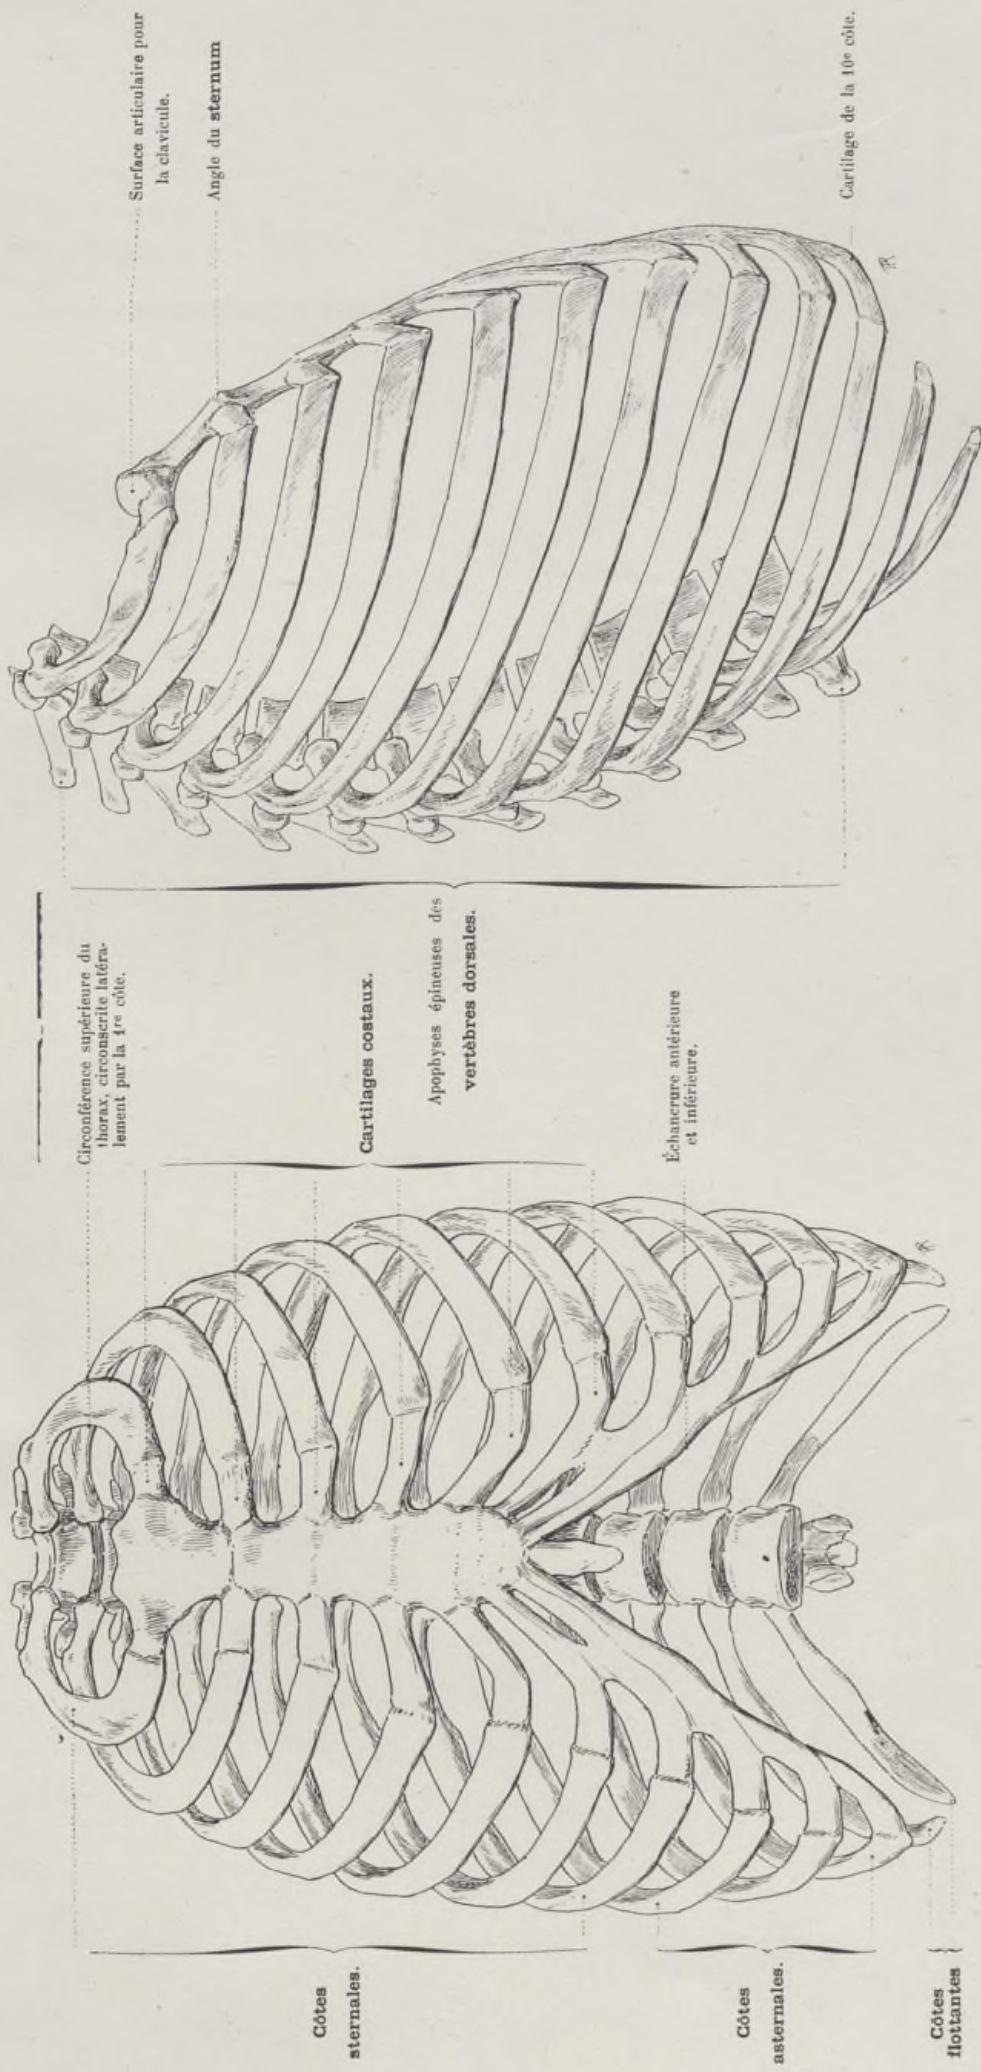 Côtes
sternales.
Côtes
asternales.
Côtes
flottantes
Circonférence supérieure du
thorax, circonscrite latéra-
lement par la 1re côte.
Cartilages costaux.
Apophyses épineuses des
vertèbres dorsales.
Échancrure antérieure
et inférieure.
Surface articulaire pour
la clavicule.
Angle du sternum
Cartilage de la 10e côte.